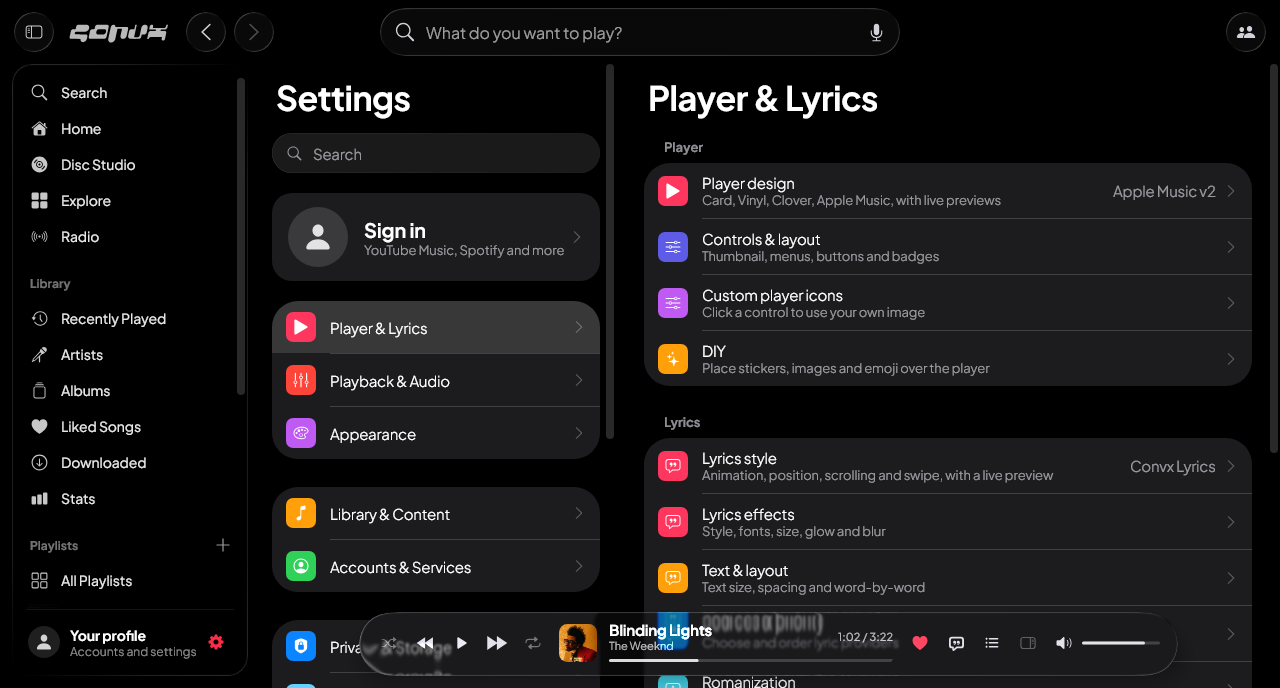 convx
What do you want to play?
Search
Home
Disc Studio
Explore
Radio
Library
Recently Played
Artists
Albums
Liked Songs
Downloaded
Stats
Playlists
All Playlists
Your profile
Accounts and settings
Settings
Search
Sign in
YouTube Music, Spotify and more
Player & Lyrics
Playback & Audio
Appearance
Library & Content
Accounts & Services
Player & Lyrics
Player
Player design
Card, Vinyl, Clover, Apple Music, with live previews
Apple Music v2
Controls & layout
Thumbnail, menus, buttons and badges
Custom player icons
Click a control to use your own image
DIY
Place stickers, images and emoji over the player
Lyrics
Lyrics style
Animation, position, scrolling and swipe, with a live preview
Convx Lyrics
Lyrics effects
Style, fonts, size, glow and blur
Text & layout
Text size, spacing and word-by-word
Choose and order lyric providers
Romanization
Blinding Lights
The Weeknd
1:02 / 3:22